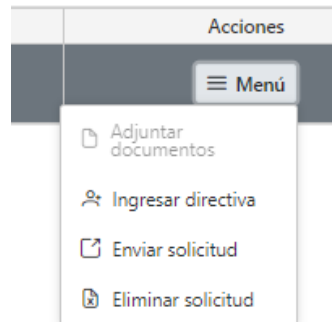 Acciones
Menú
Adjuntar
documentos
Ingresar directiva
Enviar solicitud
Eliminar solicitud